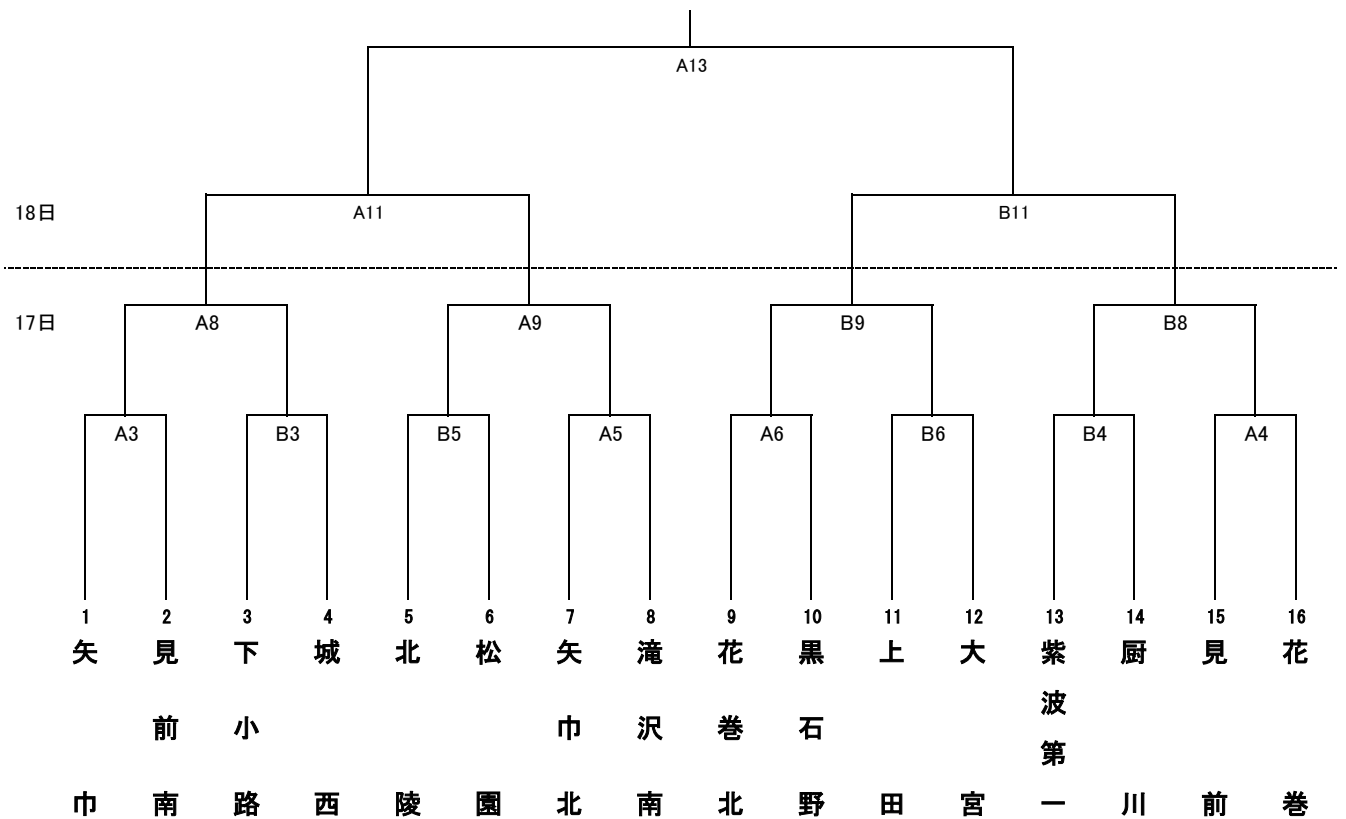 A13
18日
A11
B11
17日
A8
A9
B9
B8
A3
B3
B5
A5
A6
B6
B4
A4
1
2
3
4
5
6
7
8
9
10
11
12
13
14
15
16
矢巾
見前南
下小路
城西
北陵
松園
矢巾北
滝沢南
花巻北
黒石野
上田
大宮
紫波第一
厨川
見前
花巻